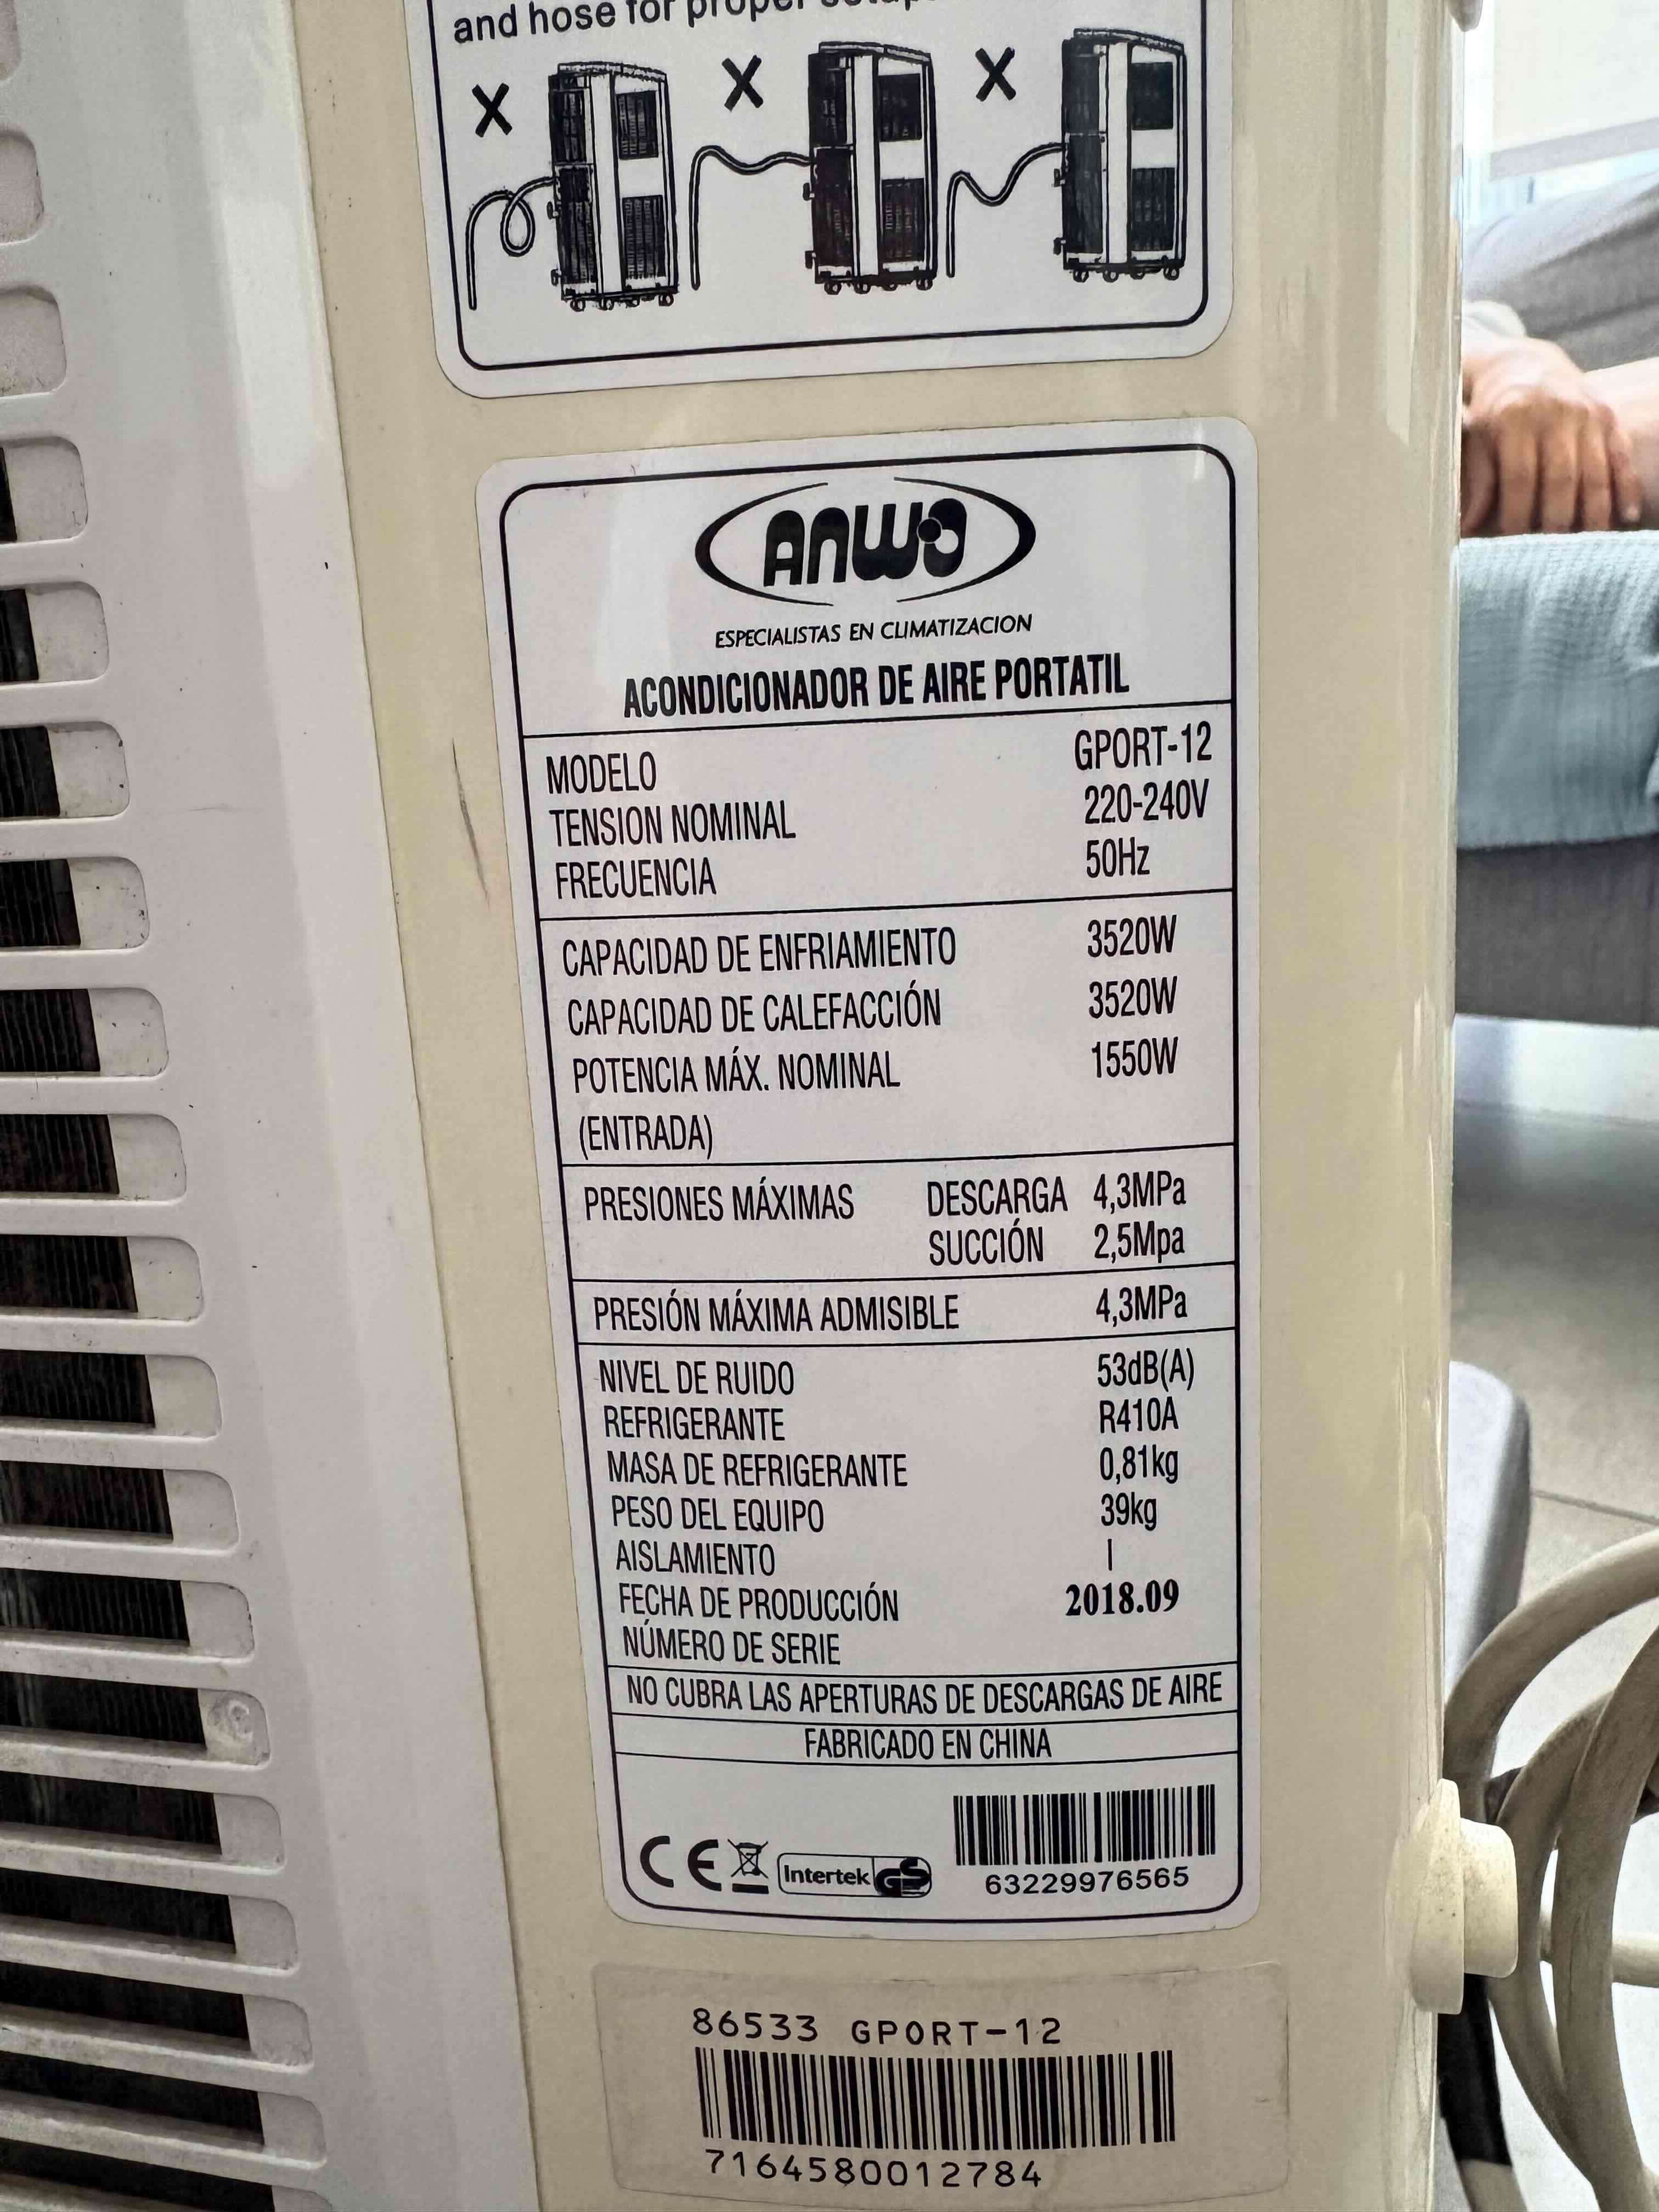 and hose for proper
X X X
ANWO
ESPECIALISTAS EN CLIMATIZACION
ACONDICIONADOR DE AIRE PORTATIL
MODELO GPORT-12
TENSION NOMINAL 220-240V
FRECUENCIA 50Hz
CAPACIDAD DE ENFRIAMIENTO 3520W
CAPACIDAD DE CALEFACCIÓN 3520W
POTENCIA MÁX. NOMINAL 1550W
(ENTRADA)
PRESIONES MÁXIMAS DESCARGA 4,3MPa
SUCCIÓN 2,5Mpa
PRESIÓN MÁXIMA ADMISIBLE 4,3MPa
NIVEL DE RUIDO 53dB(A)
REFRIGERANTE R410A
MASA DE REFRIGERANTE 0,81kg
PESO DEL EQUIPO 39kg
AISLAMIENTO I
FECHA DE PRODUCCIÓN 2018.09
NÚMERO DE SERIE
NO CUBRA LAS APERTURAS DE DESCARGAS DE AIRE
FABRICADO EN CHINA
CE Intertek GS
63229976565
86533 GPORT-12
7164580012784